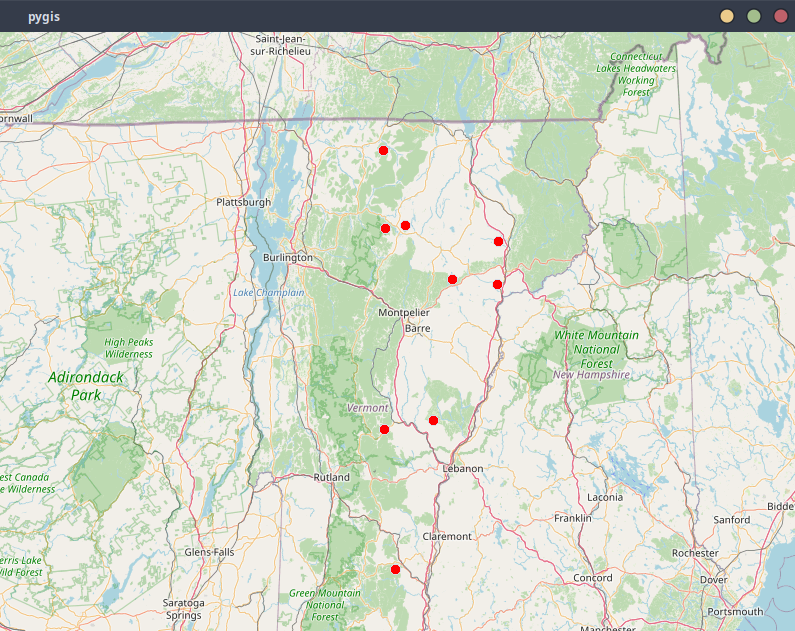 pygis
Saint-Jean-
sur-Richelieu
Connecticut
Lakes Headwaters
Working
Forest
ornwall
Plattsburgh
Burlington
Lake Champlain
Montpelier
Barre
High Peaks
Wilderness
White Mountain
National
Forest
New Hampshire
Adirondack
Park
Vermont
est Canada
e Wilderness
Rutland
Lebanon
Laconia
Franklin
Sanford
Bidde
Claremont
Glens Falls
Rochester
erris Lake
ild Forest
Concord
Dover
Green Mountain
National
Forest
Saratoga
Springs
Portsmouth
Manchester